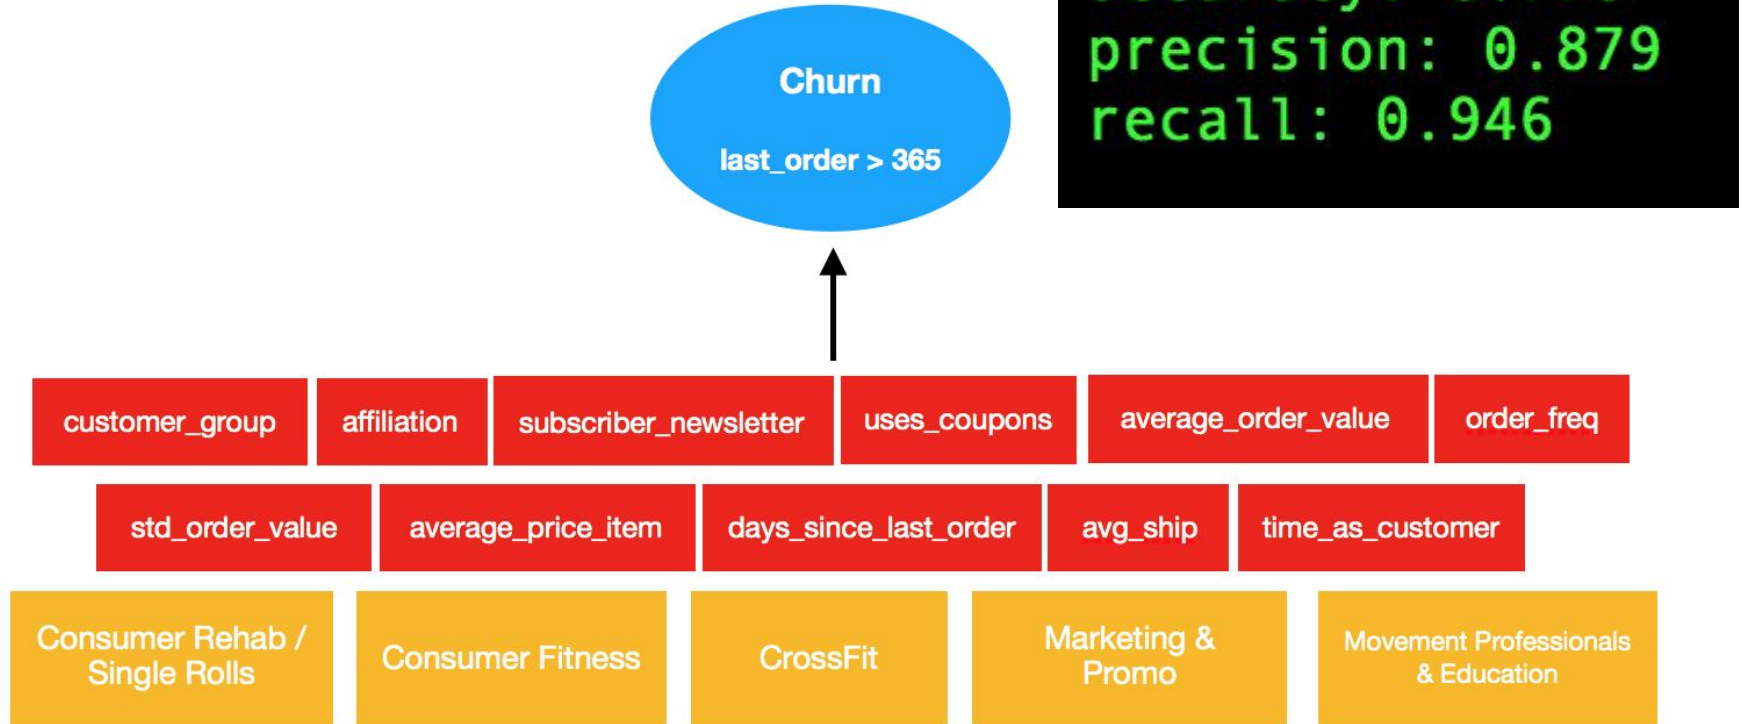 Churn
last_order > 365
precision: 0.879
recall: 0.946
customer_group
affiliation
subscriber_newsletter
uses_coupons
average_order_value
order_freq
std_order_value
average_price_item
days_since_last_order
avg_ship
time_as_customer
Consumer Rehab /
Single Rolls
Consumer Fitness
CrossFit
Marketing &
Promo
Movement Professionals
& Education